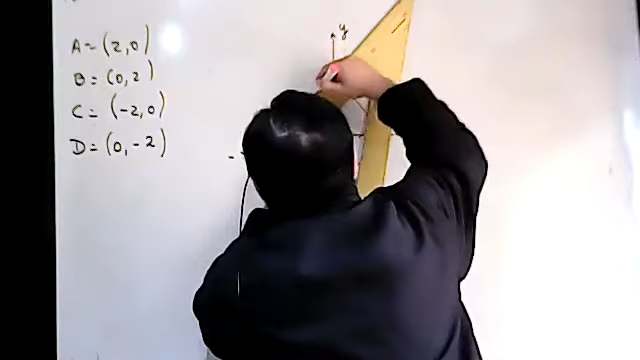 A = (2,0)
B = (0,2)
C = (-2,0)
D = (0,-2)
y